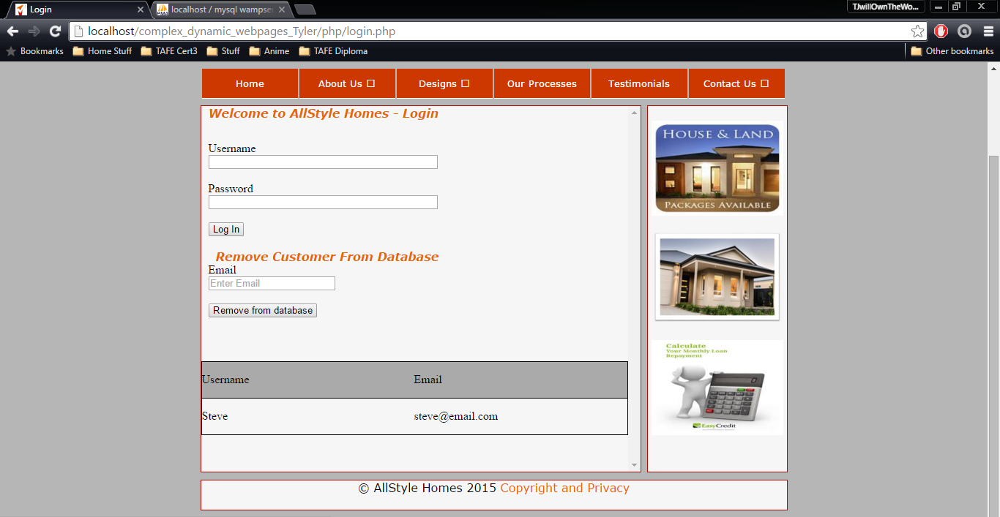 Login
localhost / mysql wampse
TJwillOwnTheWo...
localhost/complex_dynamic_webpages_Tyler/php/login.php
Bookmarks Home Stuff TAFE Cert3 Stuff Anime TAFE Diploma Other bookmarks
Home About Us ☐ Designs ☐ Our Processes Testimonials Contact Us ☐
Welcome to AllStyle Homes - Login
Username
Password
Log In
Remove Customer From Database
Email
Enter Email
Remove from database
Username Email
Steve steve@email.com
HOUSE & LAND
PACKAGES AVAILABLE
Calculate
Your Monthly Loan
Repayment
EasyCredit
© AllStyle Homes 2015 Copyright and Privacy